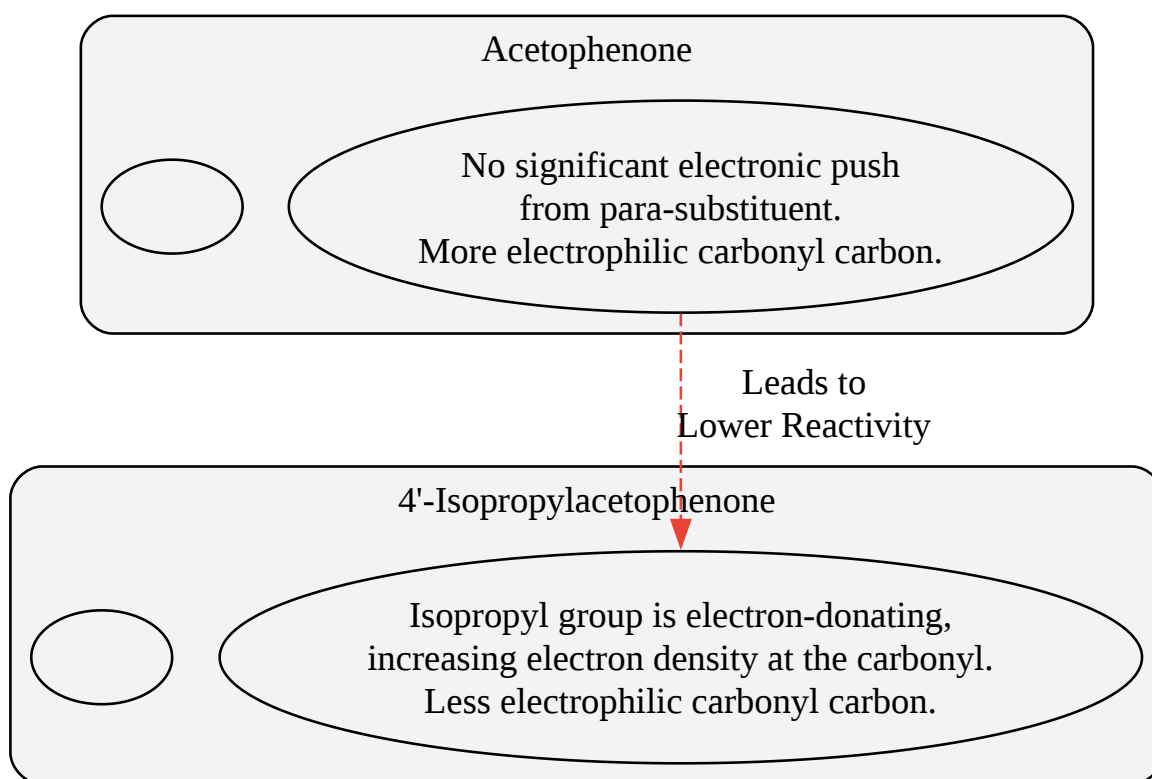 Acetophenone
No significant electronic push
from para-substituent.
More electrophilic carbonyl carbon.
Leads to
Lower Reactivity
4'-Isopropylacetophenone
Isopropyl group is electron-donating,
increasing electron density at the carbonyl.
Less electrophilic carbonyl carbon.